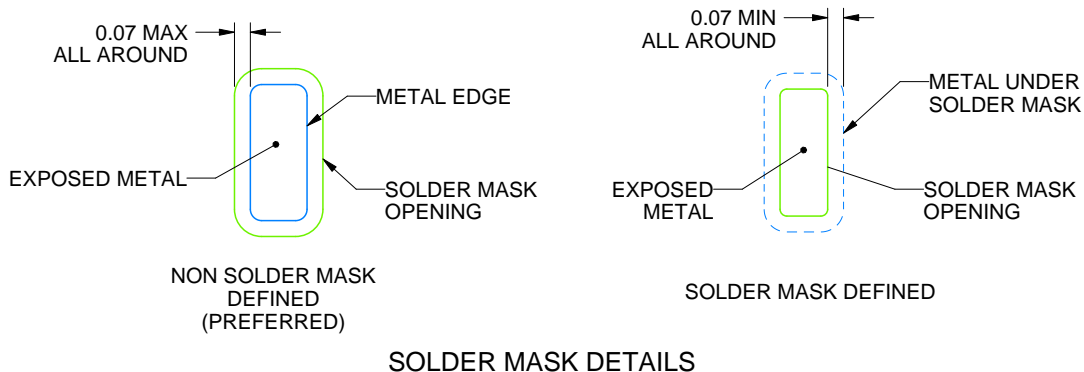 0.07 MAX
ALL AROUND
METAL EDGE
EXPOSED METAL
SOLDER MASK
OPENING
NON SOLDER MASK
DEFINED
(PREFERRED)
0.07 MIN
ALL AROUND
METAL UNDER
SOLDER MASK
EXPOSED
METAL
SOLDER MASK
OPENING
SOLDER MASK DEFINED
SOLDER MASK DETAILS